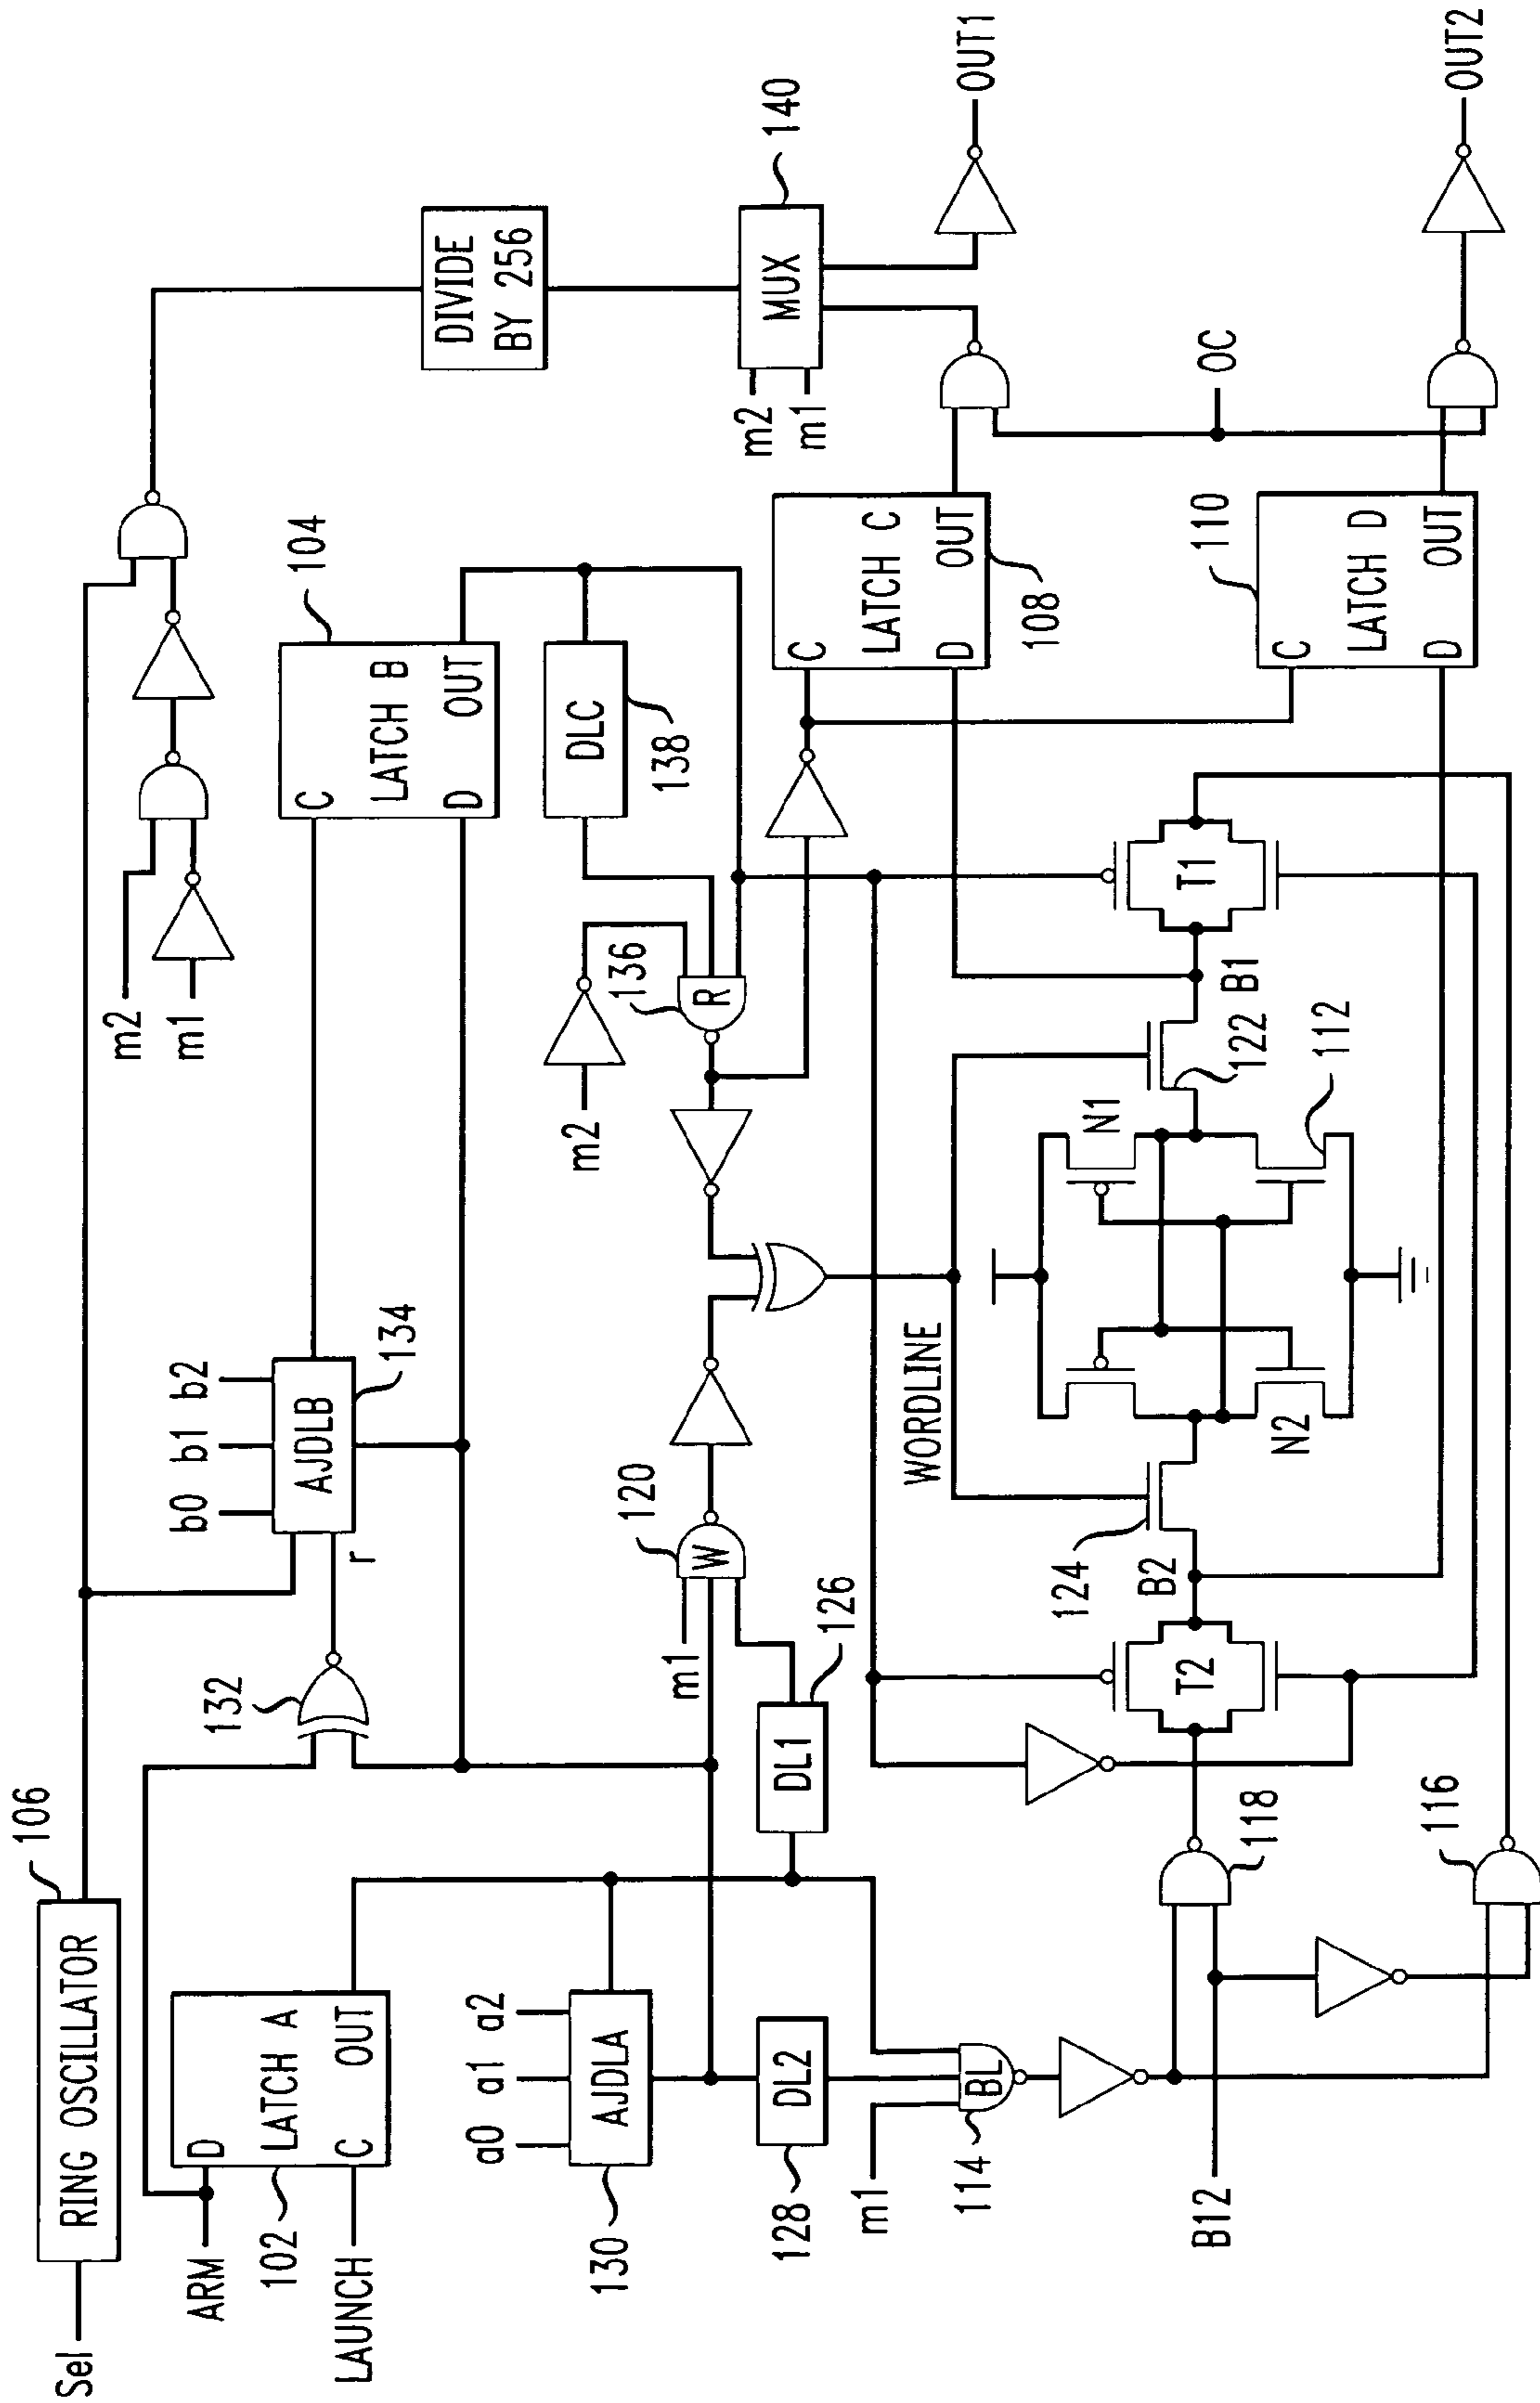 Sel
RING OSCILLATOR
106
ARM
LAUNCH
D
LATCH A
C OUT
102
132
r
b0 b1 b2
AJDLB
134
m2
m1
C
LATCH B
D OUT
104
DIVIDE
BY 256
a0 a1 a2
AJDLA
130
DL2
128
DL1
126
m1
W
120
m2
R
136
DLC
138
m2
m1
MUX
140
OUT1
m1
BL
114
WORDLINE
C
LATCH C
D OUT
108
OC
B12
118
116
T2
B2
124
N2
N1
112
122
B1
T1
C
LATCH D
D OUT
110
OUT2